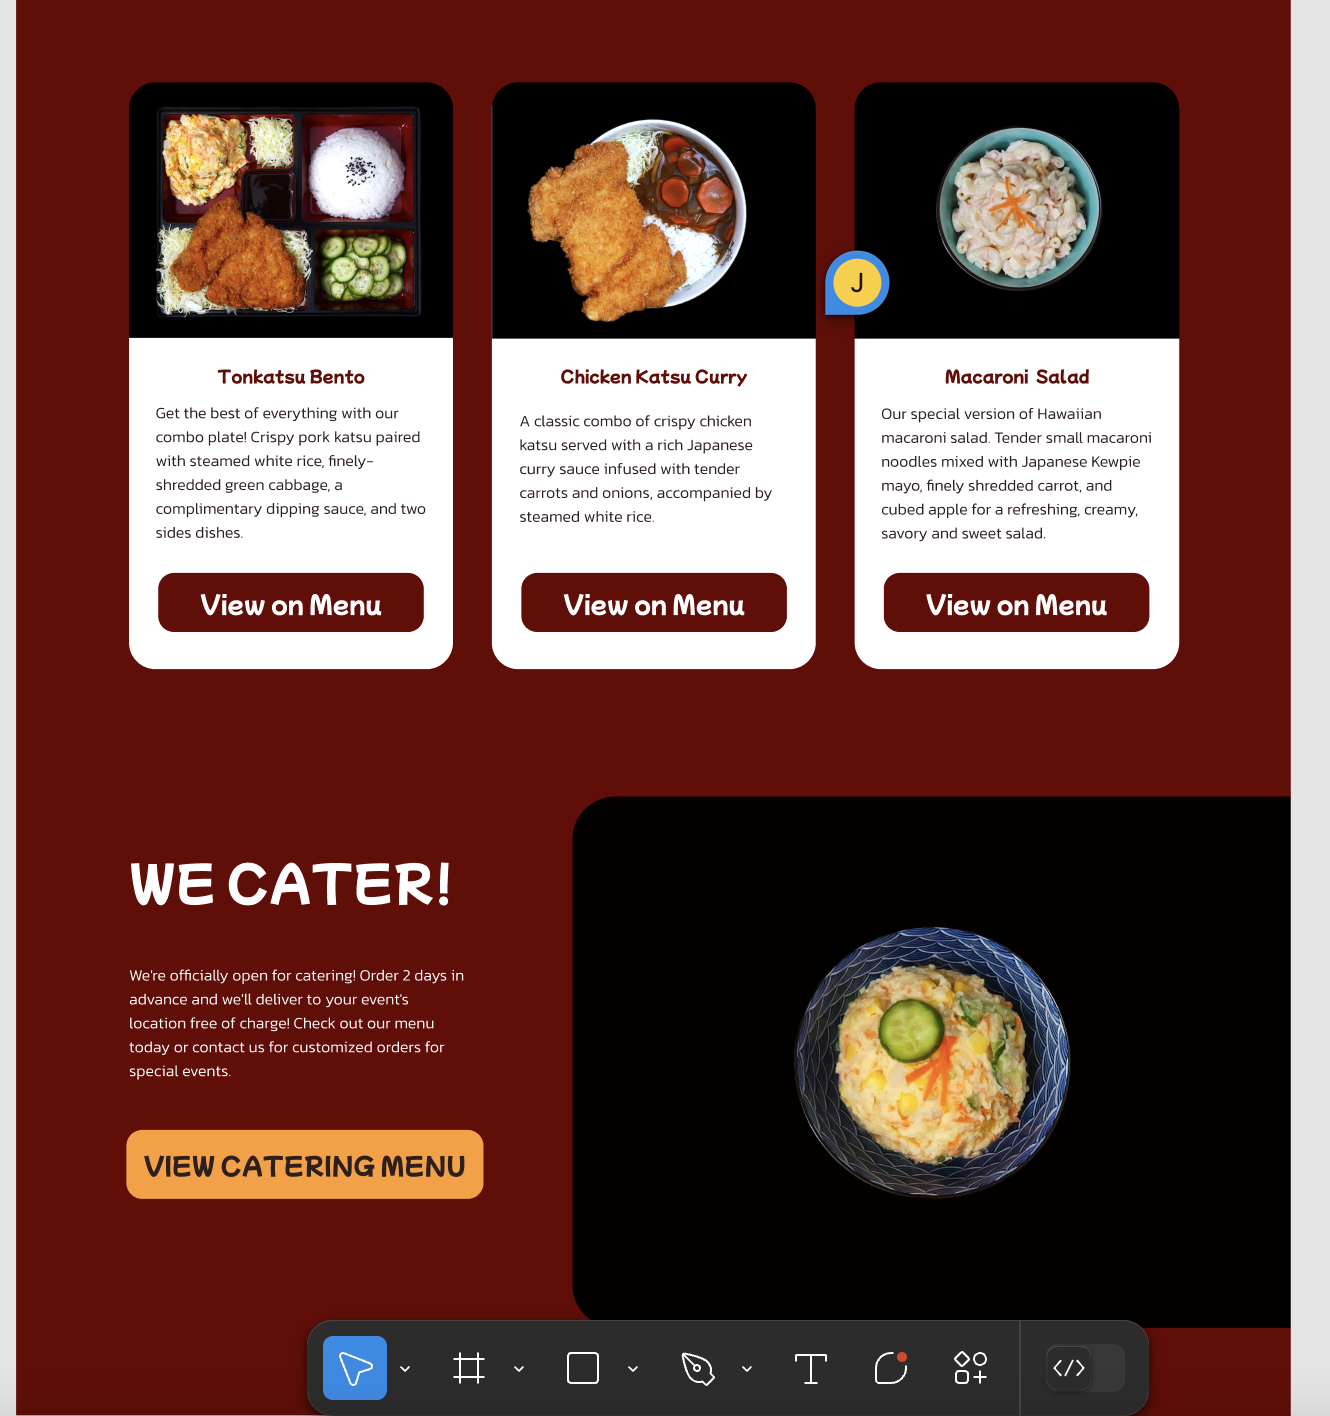 Tonkatsu Bento
Get the best of everything with our
combo plate! Crispy pork katsu paired
with steamed white rice, finely-
shredded green cabbage, a
complimentary dipping sauce, and two
sides dishes.
View on Menu
Chicken Katsu Curry
A classic combo of crispy chicken
katsu served with a rich Japanese
curry sauce infused with tender
carrots and onions, accompanied by
steamed white rice.
View on Menu
J
Macaroni Salad
Our special version of Hawaiian
macaroni salad. Tender small macaroni
noodles mixed with Japanese Kewpie
mayo, finely shredded carrot, and
cubed apple for a refreshing, creamy,
savory and sweet salad.
View on Menu
WE CATER!
We're officially open for catering! Order 2 days in
advance and we'll deliver to your event's
location free of charge! Check out our menu
today or contact us for customized orders for
special events.
VIEW CATERING MENU